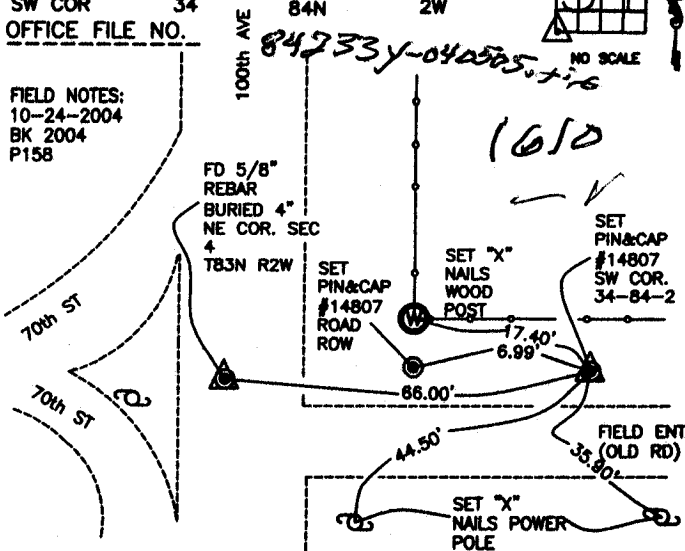 SW COR 34 84N 2W
OFFICE FILE NO.
100th AVE
84233y-040505.tif
NO SCALE
1610
FIELD NOTES:
10-24-2004
BK 2004
P158
FD 5/8"
REBAR
BURIED 4"
NE COR. SEC
4
T83N R2W
SET
PIN&CAP
#14807
ROAD
ROW
SET "X"
NAILS
WOOD
POST
SET
PIN&CAP
#14807
SW COR.
34-84-2
W
17.40'
6.99'
66.00'
70th ST
70th ST
44.50'
35.90'
FIELD ENT
(OLD RD)
SET "X"
NAILS POWER
POLE